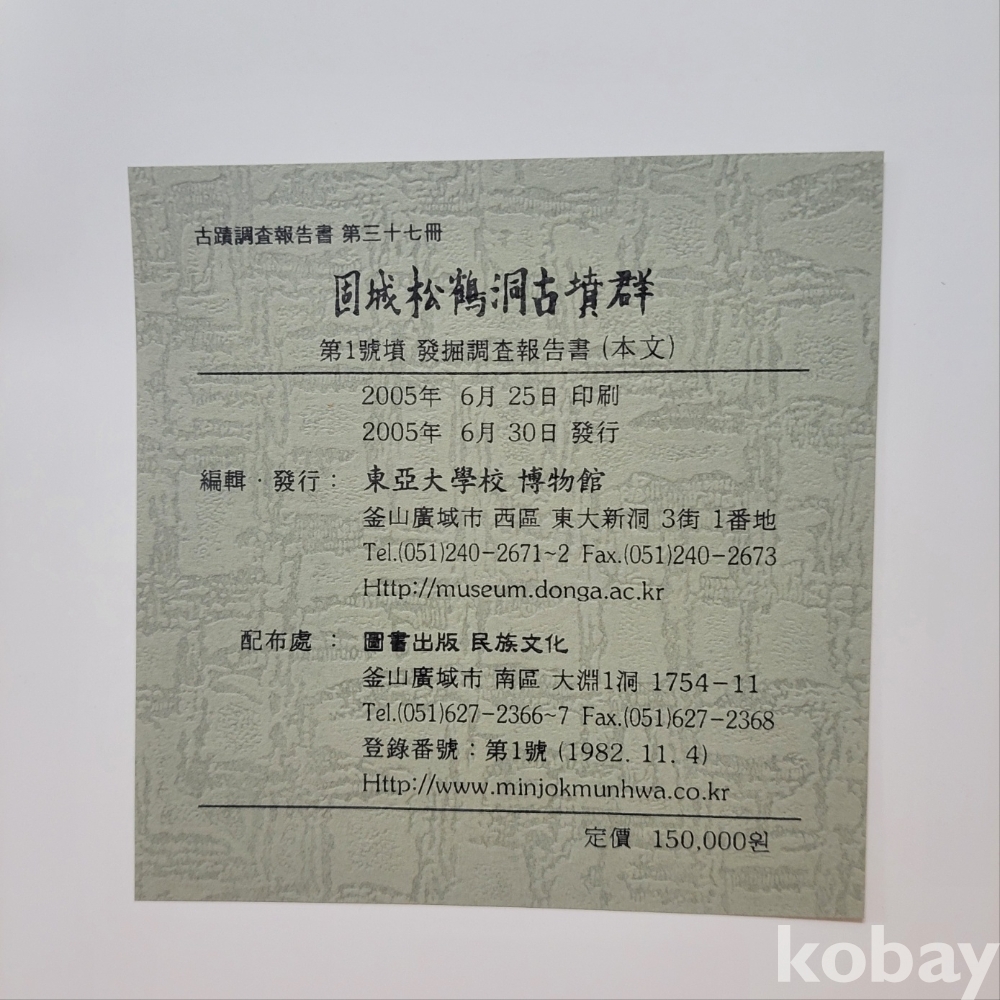 古蹟調査報告書 第三十七冊
固城松鶴洞古墳群
第1號墳 發掘調査報告書 (本文)
2005年 6月 25日 印刷
2005年 6月 30日 發行
編輯 · 發行 : 東亞大學校 博物館
釜山廣域市 西區 東大新洞 3街 1番地
Tel.(051)240-2671~2 Fax.(051)240-2673
Http://museum.donga.ac.kr
配布處 : 圖書出版 民族文化
釜山廣域市 南區 大淵1洞 1754-11
Tel.(051)627-2366~7 Fax.(051)627-2368
登錄番號 : 第1號 (1982. 11. 4)
Http://www.minjokmunhwa.co.kr
定價 150,000원
kobay